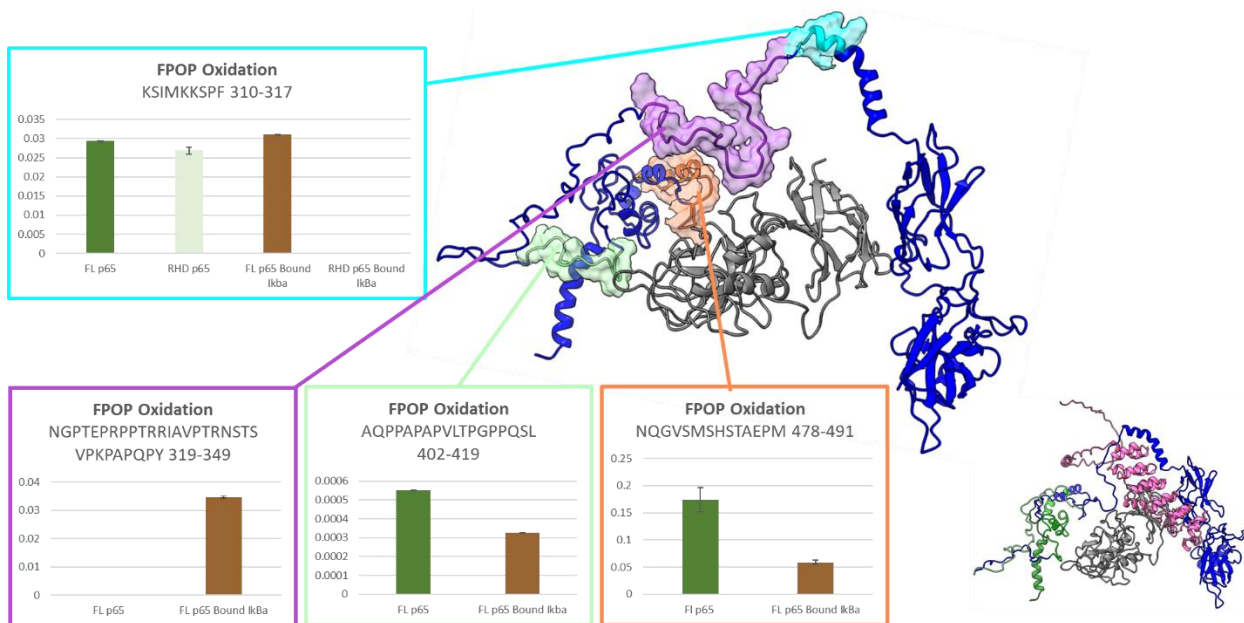 FPOP Oxidation
KSIMKKSPF 310-317
0.035
0.03
0.025
0.02
0.015
0.01
0.005
0
FL p65
RHD p65
FL p65 Bound
Ikba
RHD p65 Bound
IkBa
FPOP Oxidation
NGPTEPRPPTRRIAVPTRNSTS
VPKPAPQPY 319-349
0.04
0.03
0.02
0.01
0
FL p65
FL p65 Bound IkBa
FPOP Oxidation
AQPPAPAPVLTPGPPQSL
402-419
0.0006
0.0005
0.0004
0.0003
0.0002
0.0001
0
FL p65
FL p65 Bound Ikba
FPOP Oxidation
NQGVSMSHSTAEPM 478-491
0.25
0.2
0.15
0.1
0.05
0
Fl p65
FL p65 Bound IkBa